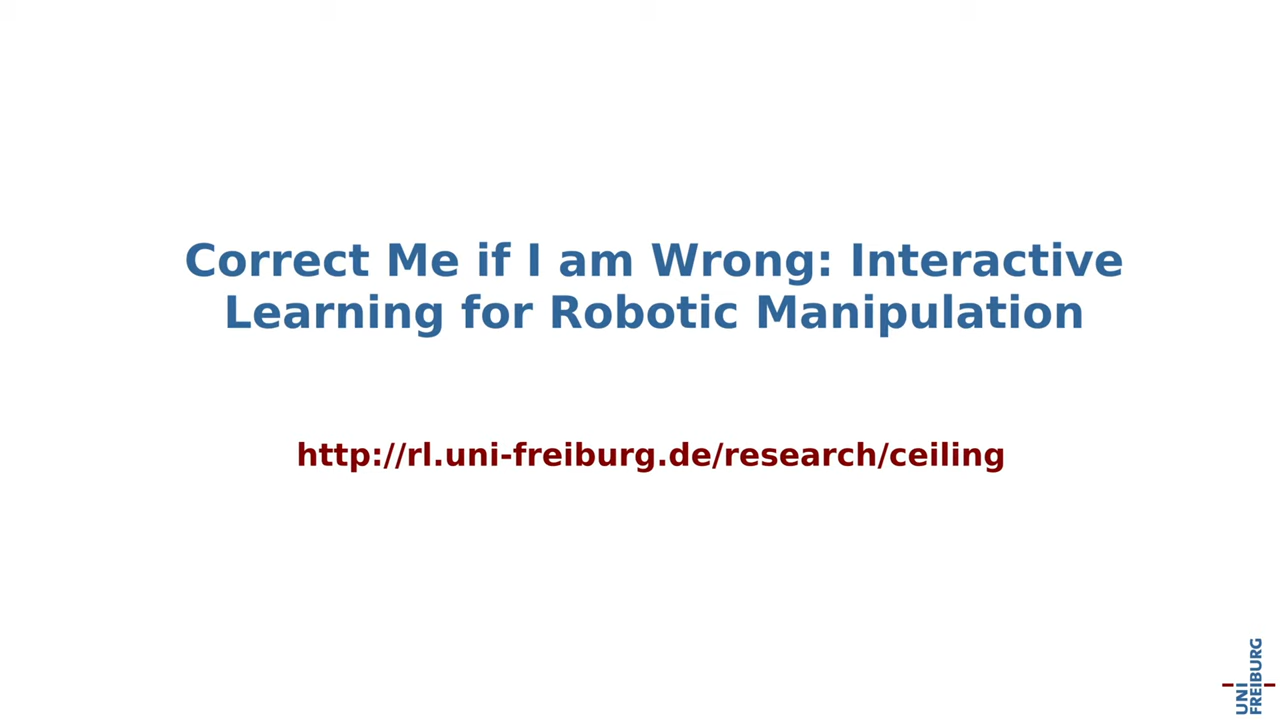 Correct Me if I am Wrong: Interactive
Learning for Robotic Manipulation
http://rl.uni-freiburg.de/research/ceiling
UNI
FREIBURG